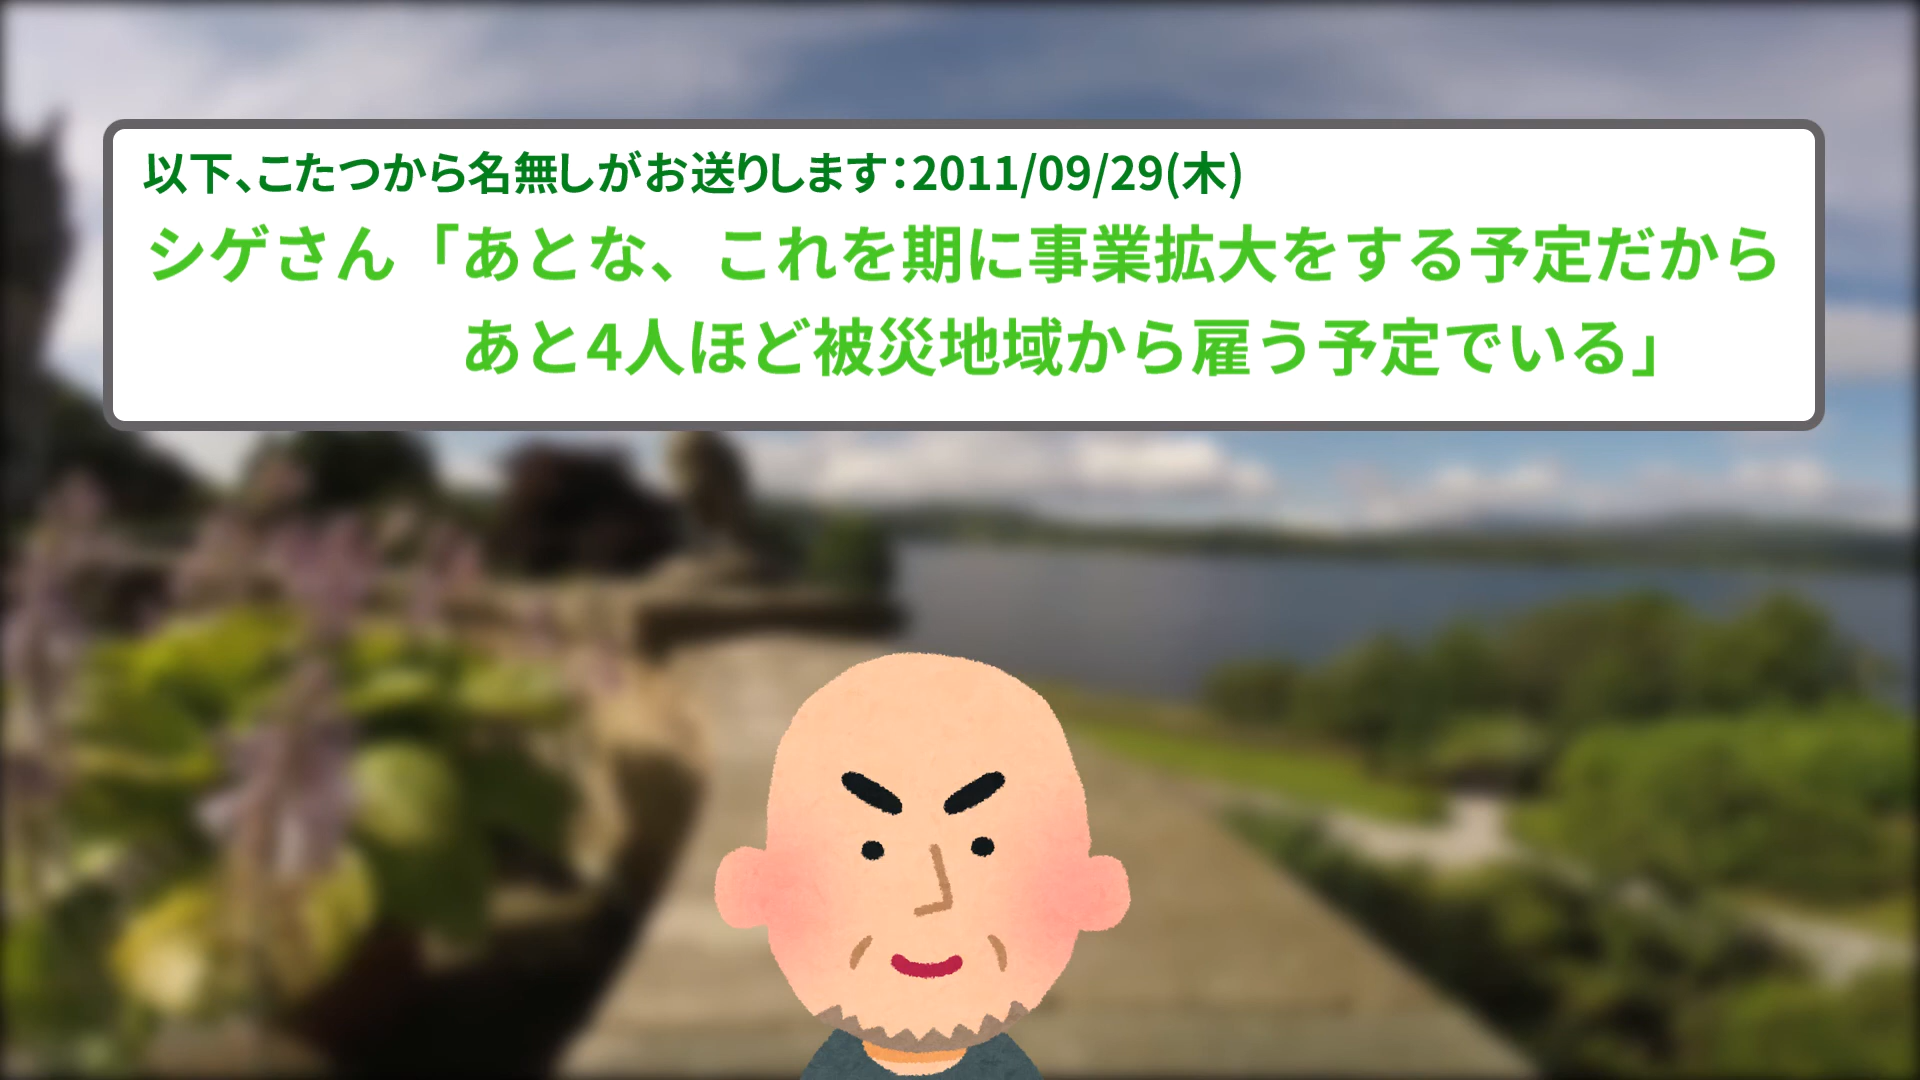 以下、こたつから名無しがお送りします：2011/09/29(木)
シゲさん「あとな、これを期に事業拡大をする予定だから
あと4人ほど被災地域から雇う予定でいる」